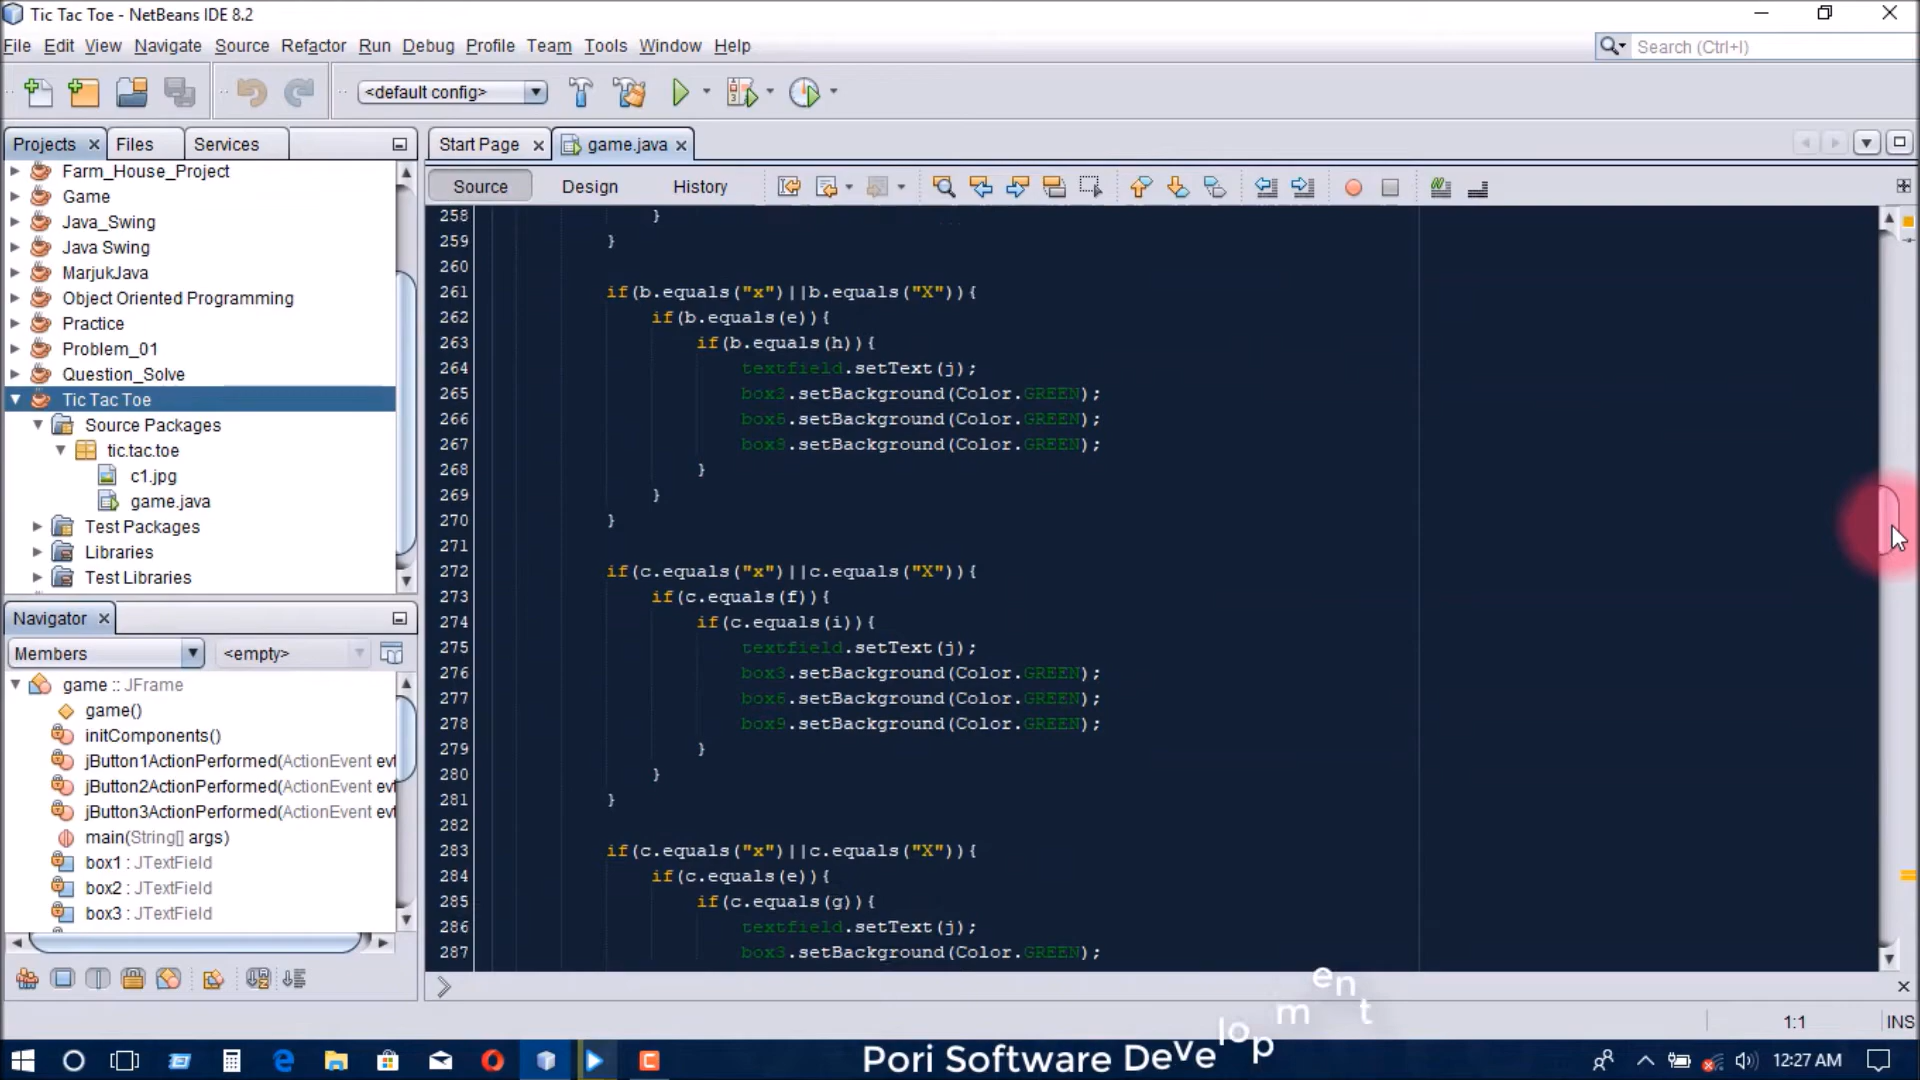 Tic Tac Toe - NetBeans IDE 8.2
File Edit View Navigate Source Refactor Run Debug Profile Team Tools Window Help
Search (Ctrl+I)
<default config>
Projects Files Services
Start Page game.java
Source Design History
Farm_House_Project
Game
Java_Swing
Java Swing
MarjukJava
Object Oriented Programming
Practice
Problem_01
Question_Solve
Tic Tac Toe
Source Packages
tic.tac.toe
c1.jpg
game.java
Test Packages
Libraries
Test Libraries
Navigator
Members <empty>
game :: JFrame
game()
initComponents()
jButton1ActionPerformed(ActionEvent evt
jButton2ActionPerformed(ActionEvent evt
jButton3ActionPerformed(ActionEvent evt
main(String[] args)
box1 : JTextField
box2 : JTextField
box3 : JTextField
258 }
259 }
260
261 if(b.equals("x")||b.equals("X")){
262 if(b.equals(e)){
263 if(b.equals(h)){
264 textfield.setText(j);
265 box2.setBackground(Color.GREEN);
266 box5.setBackground(Color.GREEN);
267 box8.setBackground(Color.GREEN);
268 }
269 }
270 }
271
272 if(c.equals("x")||c.equals("X")){
273 if(c.equals(f)){
274 if(c.equals(i)){
275 textfield.setText(j);
276 box3.setBackground(Color.GREEN);
277 box6.setBackground(Color.GREEN);
278 box9.setBackground(Color.GREEN);
279 }
280 }
281 }
282
283 if(c.equals("x")||c.equals("X")){
284 if(c.equals(e)){
285 if(c.equals(g)){
286 textfield.setText(j);
287 box3.setBackground(Color.GREEN);
1:1 INS
Pori Software Development
12:27 AM